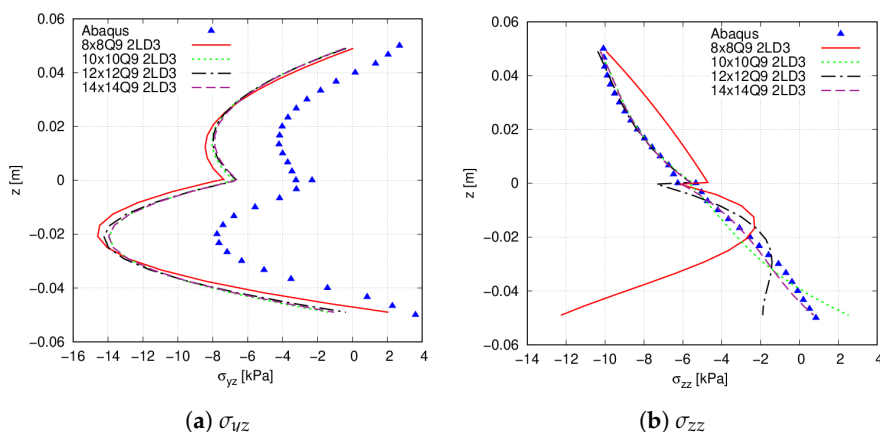 Abaqus
8x8Q9 2LD3
10x10Q9 2LD3
12x12Q9 2LD3
14x14Q9 2LD3
0.06
0.04
0.02
0
−0.02
−0.04
−0.06
z [m]
−16 −14 −12 −10 −8 −6 −4 −2 0 2 4
σyz [kPa]
(a) σyz
Abaqus
8x8Q9 2LD3
10x10Q9 2LD3
12x12Q9 2LD3
14x14Q9 2LD3
0.06
0.04
0.02
0
−0.02
−0.04
−0.06
z [m]
−14 −12 −10 −8 −6 −4 −2 0 2 4
σzz [kPa]
(b) σzz